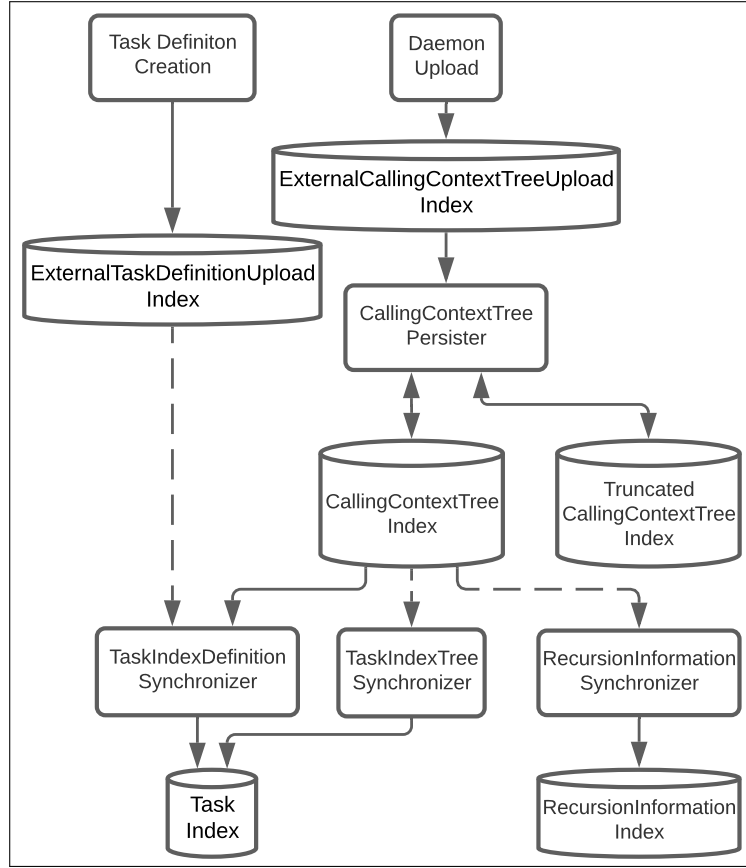 Task Definiton
Creation
Daemon
Upload
ExternalCallingContextTreeUpload
Index
ExternalTaskDefinitionUpload
Index
CallingContextTree
Persister
CallingContextTree
Index
Truncated
CallingContextTree
Index
TaskIndexDefinition
Synchronizer
TaskIndexTree
Synchronizer
RecursionInformation
Synchronizer
Task
Index
RecursionInformation
Index